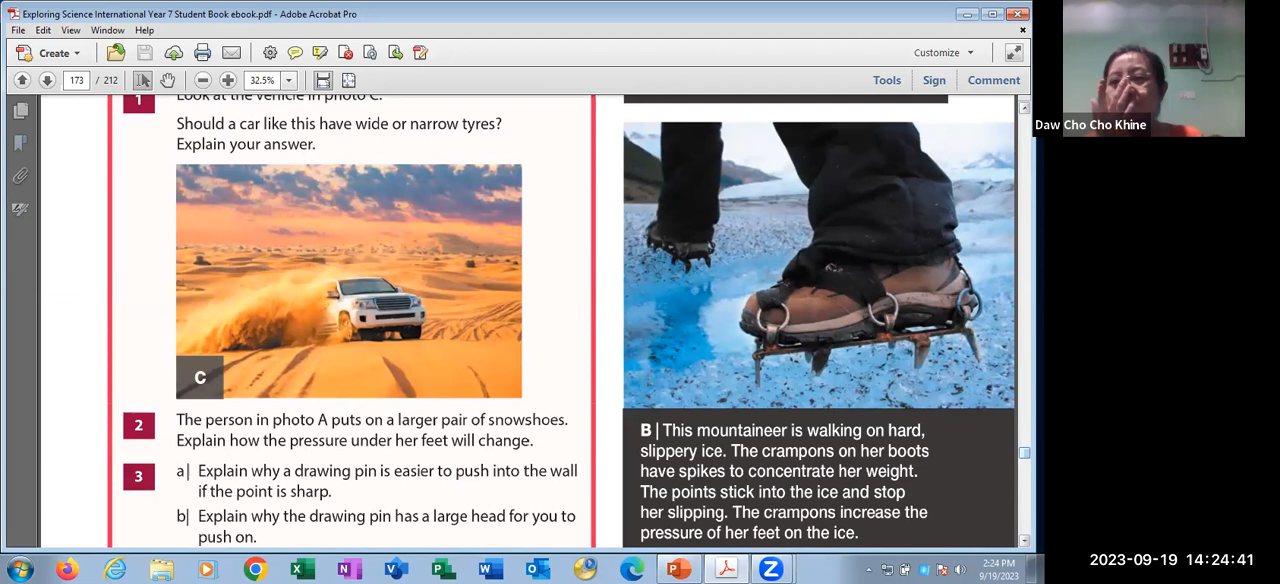 Exploring Science International Year 7 Student Book ebook.pdf - Adobe Acrobat Pro
File Edit View Window Help
Create
Customize
173 / 212
32.5%
Tools Sign Comment
1
Look at the vehicle in photo C.
Should a car like this have wide or narrow tyres?
Explain your answer.
C
2
The person in photo A puts on a larger pair of snowshoes.
Explain how the pressure under her feet will change.
3
a| Explain why a drawing pin is easier to push into the wall
if the point is sharp.
b| Explain why the drawing pin has a large head for you to
push on.
B | This mountaineer is walking on hard,
slippery ice. The crampons on her boots
have spikes to concentrate her weight.
The points stick into the ice and stop
her slipping. The crampons increase the
pressure of her feet on the ice.
Daw Cho Cho Khine
2:24 PM
9/19/2023
2023-09-19 14:24:41